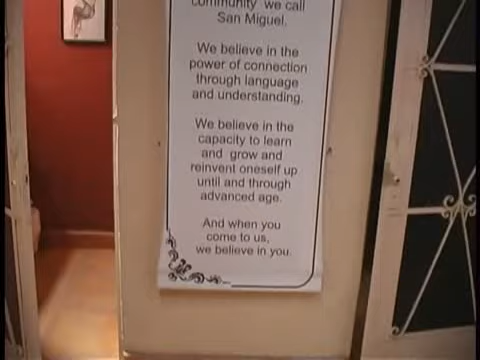 community we call
San Miguel.
We believe in the
power of connection
through language
and understanding.
We believe in the
capacity to learn
and grow and
reinvent oneself up
until and through
advanced age.
And when you
come to us,
we believe in you.